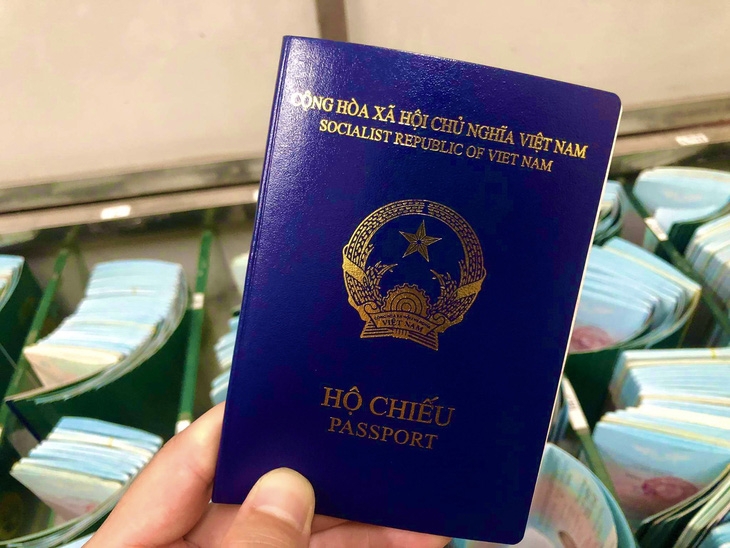 CỘNG HÒA XÃ HỘI CHỦ NGHĨA VIỆT NAM
SOCIALIST REPUBLIC OF VIET NAM
VIỆT NAM
HỘ CHIẾU
PASSPORT